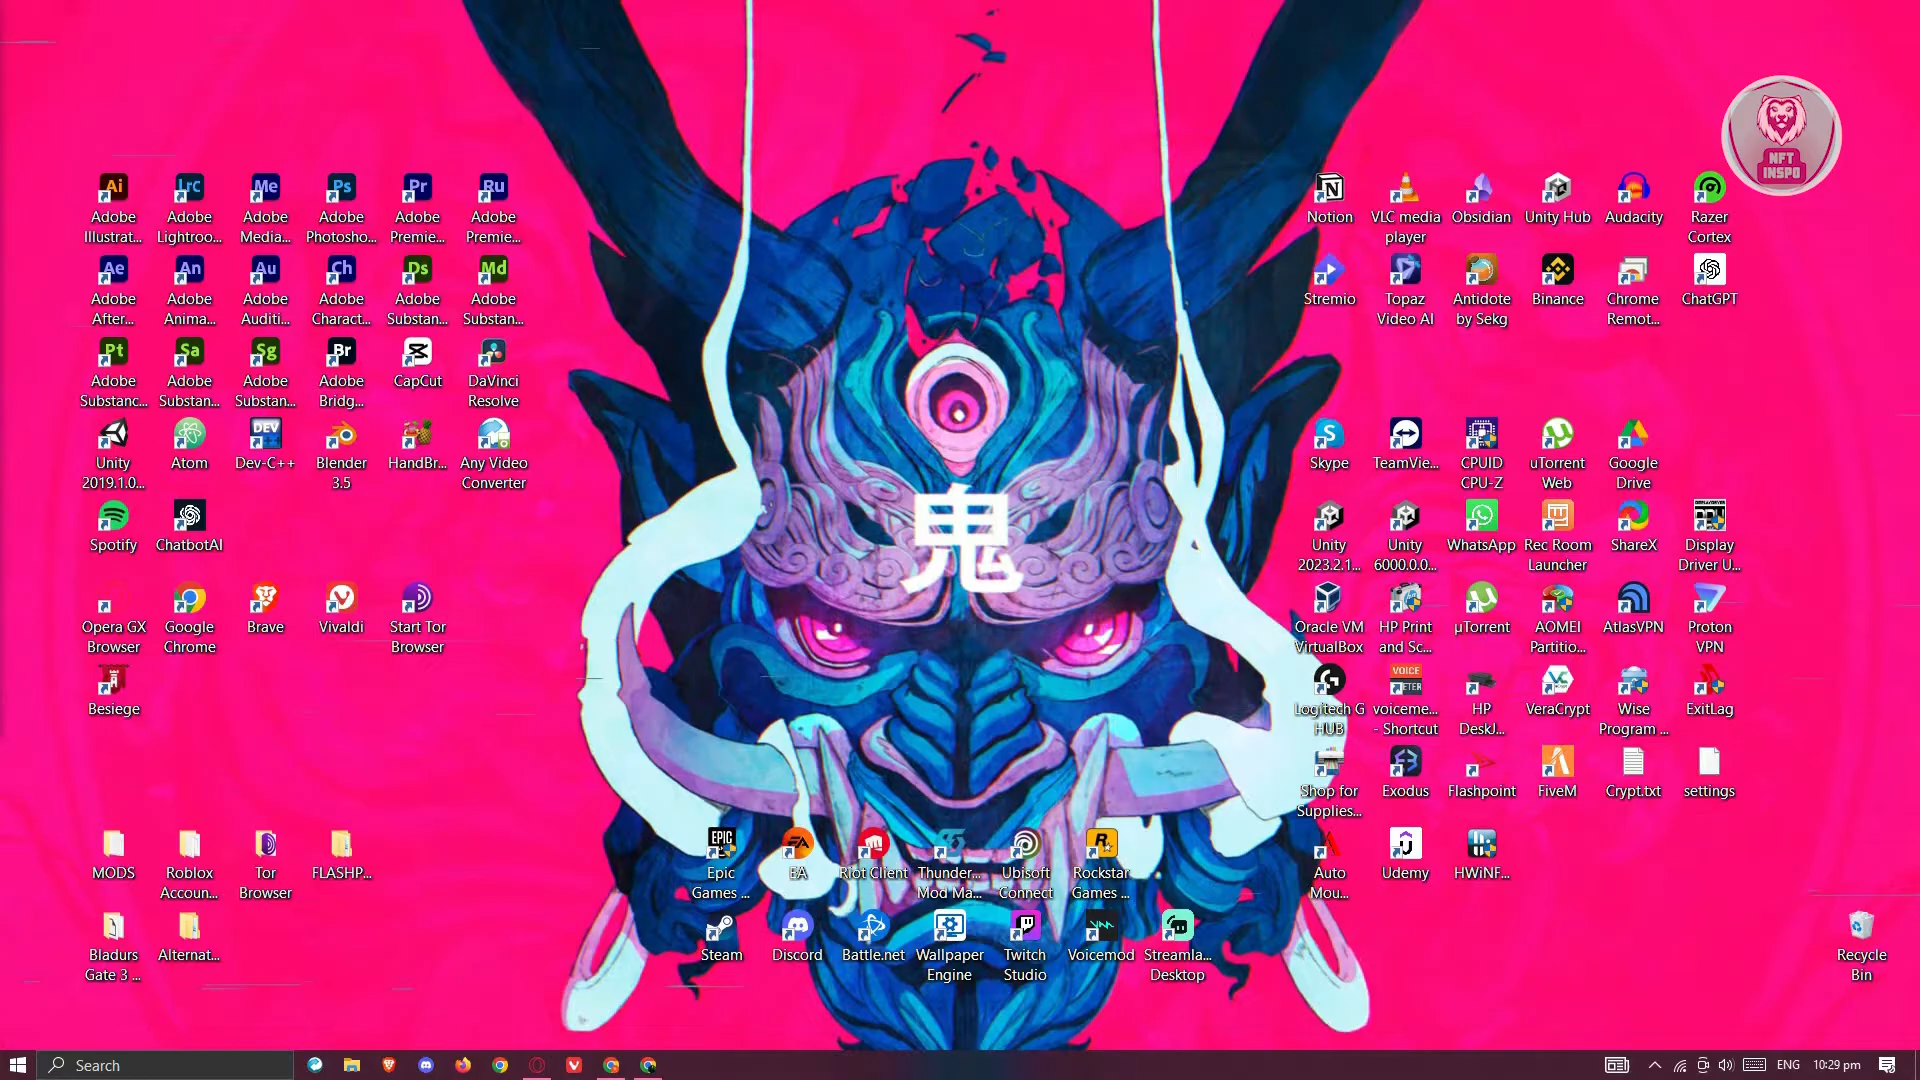 NFT
INSPO
Adobe Illustrat...
Adobe Lightroo...
Adobe Media...
Adobe Photosho...
Adobe Premie...
Adobe Premie...
Notion
VLC media player
Obsidian
Unity Hub
Audacity
Razer Cortex
Adobe After...
Adobe Anima...
Adobe Auditi...
Adobe Charact...
Adobe Substan...
Adobe Substan...
Stremio
Topaz Video AI
Antidote by Sekg
Binance
Chrome Remot...
ChatGPT
Adobe Substanc...
Adobe Substan...
Adobe Substan...
Adobe Bridg...
CapCut
DaVinci Resolve
Unity 2019.1.0...
Atom
Dev-C++
Blender 3.5
HandBr...
Any Video Converter
Skype
TeamVie...
CPUID CPU-Z
uTorrent Web
Google Drive
Spotify
ChatbotAI
鬼
Unity 2023.2.1...
Unity 6000.0.0...
WhatsApp
Rec Room Launcher
ShareX
Display Driver U...
Opera GX Browser
Google Chrome
Brave
Vivaldi
Start Tor Browser
Oracle VM VirtualBox
HP Print and Sc...
µTorrent
AOMEI Partitio...
AtlasVPN
Proton VPN
Besiege
Logitech G HUB
voiceme... - Shortcut
HP DeskJ...
VeraCrypt
Wise Program ...
ExitLag
Shop for Supplies...
Exodus
Flashpoint
FiveM
Crypt.txt
settings
MODS
Roblox Accoun...
Tor Browser
FLASHP...
Epic Games ...
EA
Riot Client
Thunder... Mod Ma...
Ubisoft Connect
Rockstar Games ...
Auto Mou...
Udemy
HWiNF...
Bladurs Gate 3 ...
Alternat...
Steam
Discord
Battle.net
Wallpaper Engine
Twitch Studio
Voicemod
Streamla... Desktop
Recycle Bin
Search
ENG
10:29 pm